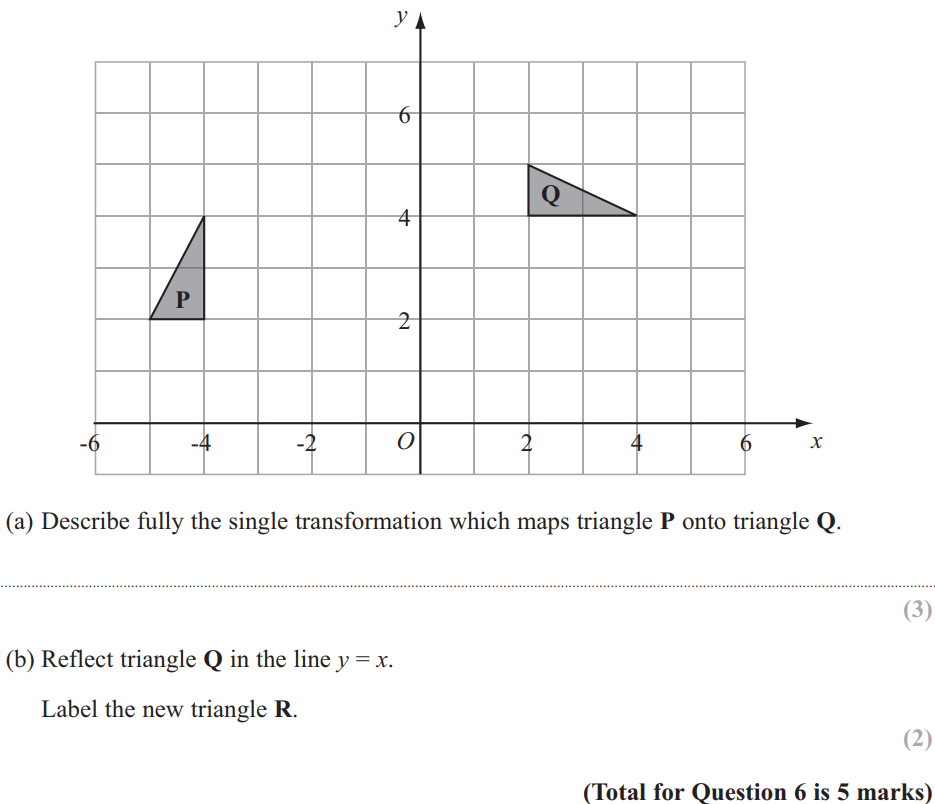 y
6
4
2
Q
P
-6 -4 -2 O 2 4 6 x
(a) Describe fully the single transformation which maps triangle P onto triangle Q.
(3)
(b) Reflect triangle Q in the line y = x.
Label the new triangle R.
(2)
(Total for Question 6 is 5 marks)